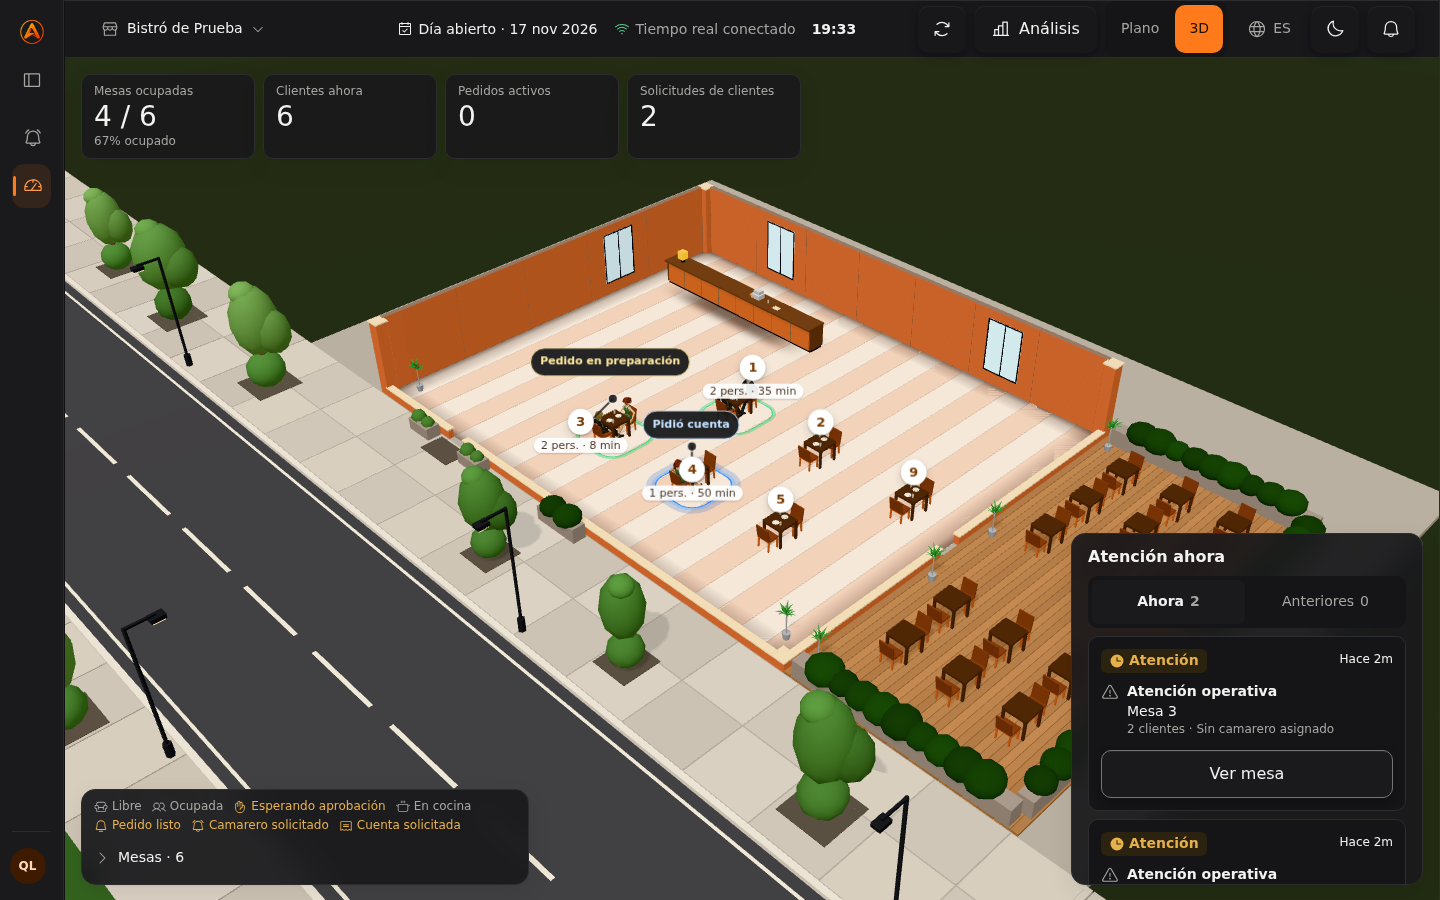 Bistró de Prueba
Día abierto · 17 nov 2026
Tiempo real conectado
19:33
Análisis
Plano
3D
ES
Mesas ocupadas
4 / 6
67% ocupado
Clientes ahora
6
Pedidos activos
0
Solicitudes de clientes
2
Pedido en preparación
1
2 pers. · 35 min
3
2 pers. · 8 min
Pidió cuenta
2
4
1 pers. · 50 min
9
5
Atención ahora
Ahora 2
Anteriores 0
Atención
Hace 2m
Atención operativa
Mesa 3
2 clientes · Sin camarero asignado
Ver mesa
Atención
Hace 2m
Atención operativa
Libre
Ocupada
Esperando aprobación
En cocina
Pedido listo
Camarero solicitado
Cuenta solicitada
Mesas · 6
QL